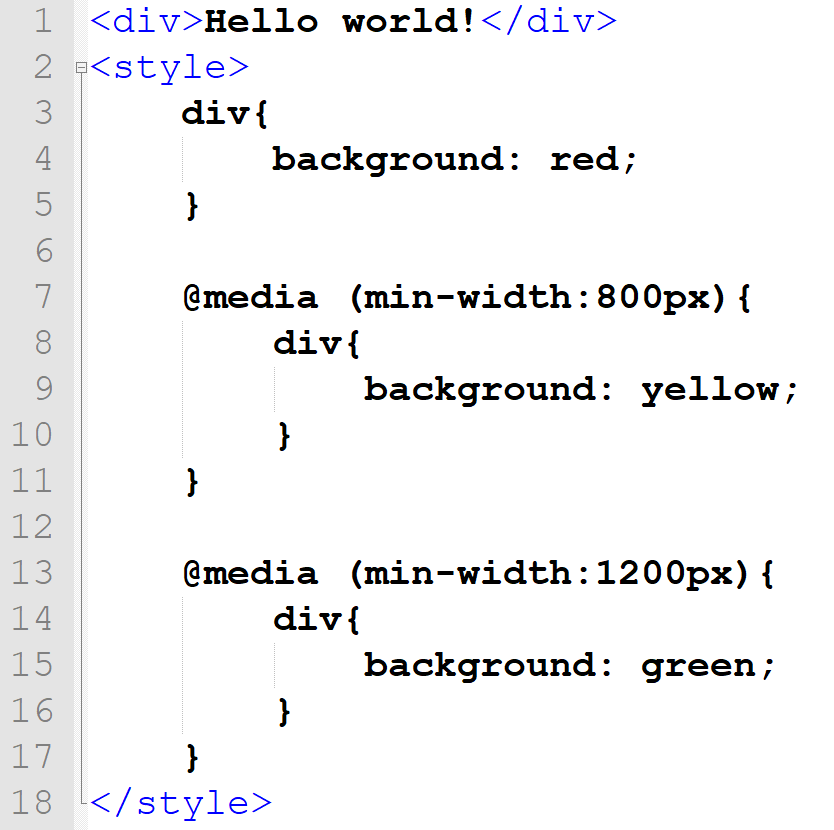 1 <div>Hello world!</div>
2 <style>
3 div{
4 background: red;
5 }
6
7 @media (min-width:800px){
8 div{
9 background: yellow;
10 }
11 }
12
13 @media (min-width:1200px){
14 div{
15 background: green;
16 }
17 }
18 </style>